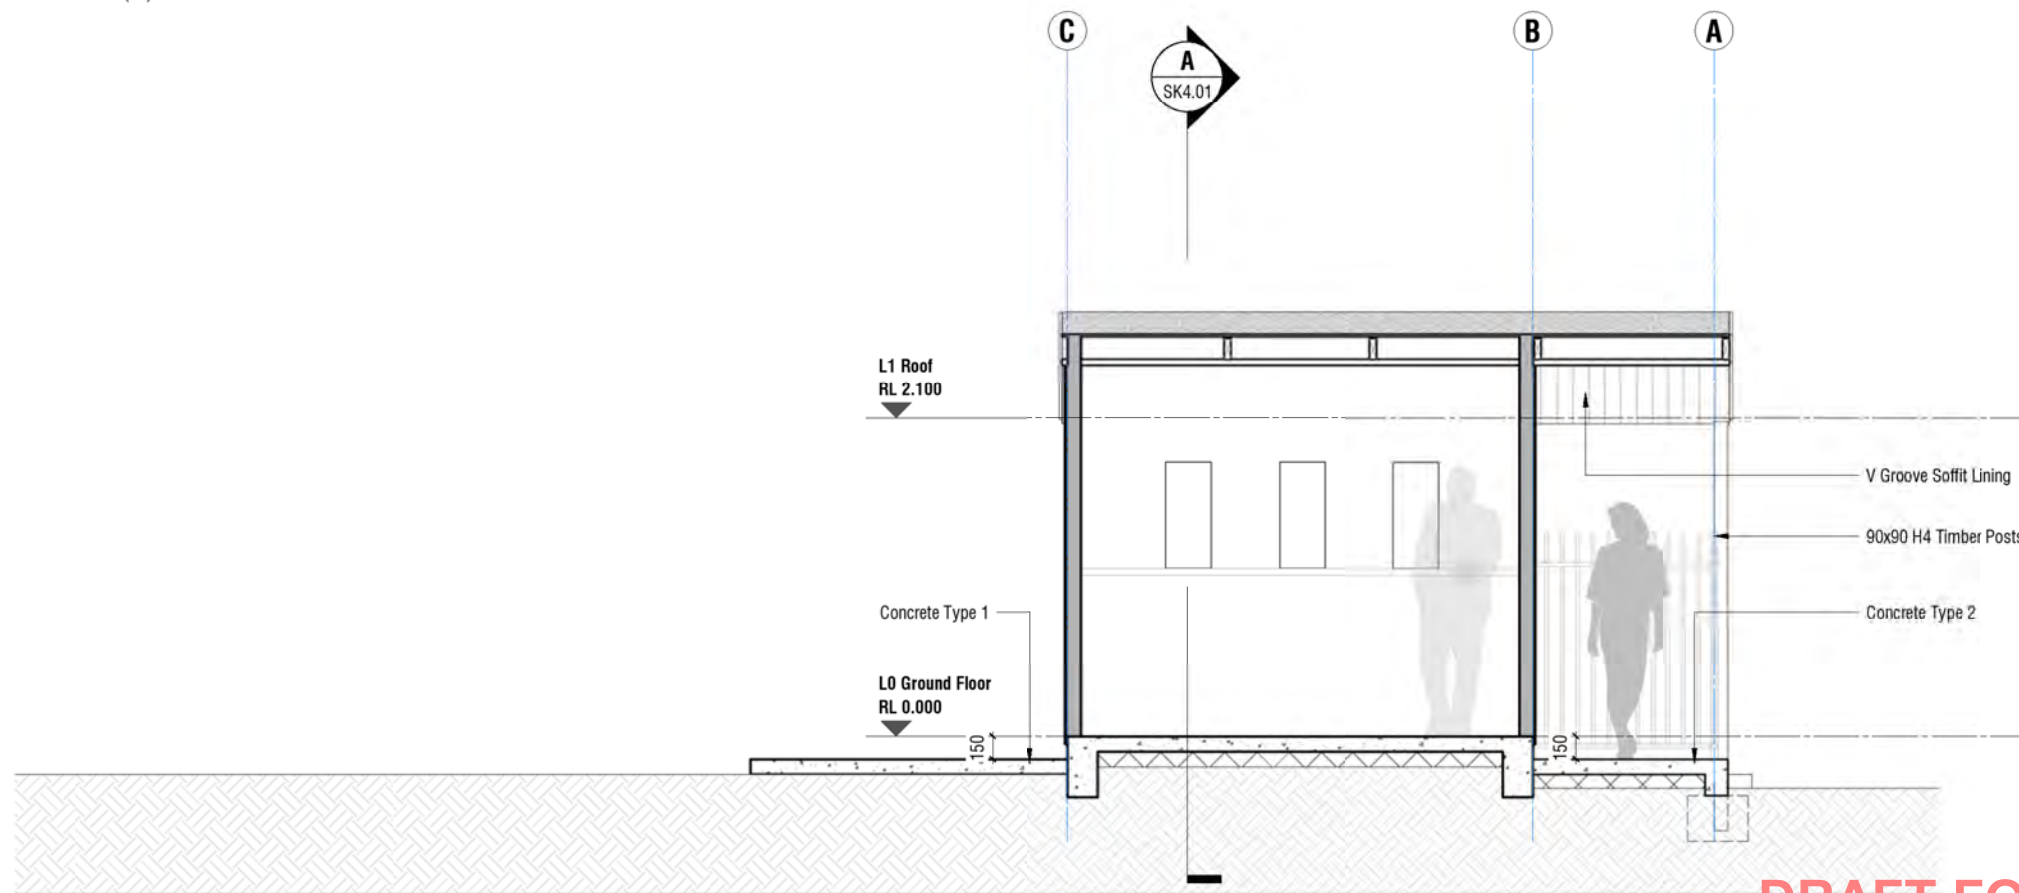 C
B
A
A
SK4.01
L1 Roof
RL 2.100
V Groove Soffit Lining
90x90 H4 Timber Posts
Concrete Type 1
Concrete Type 2
L0 Ground Floor
RL 0.000
150
150
DRAFT